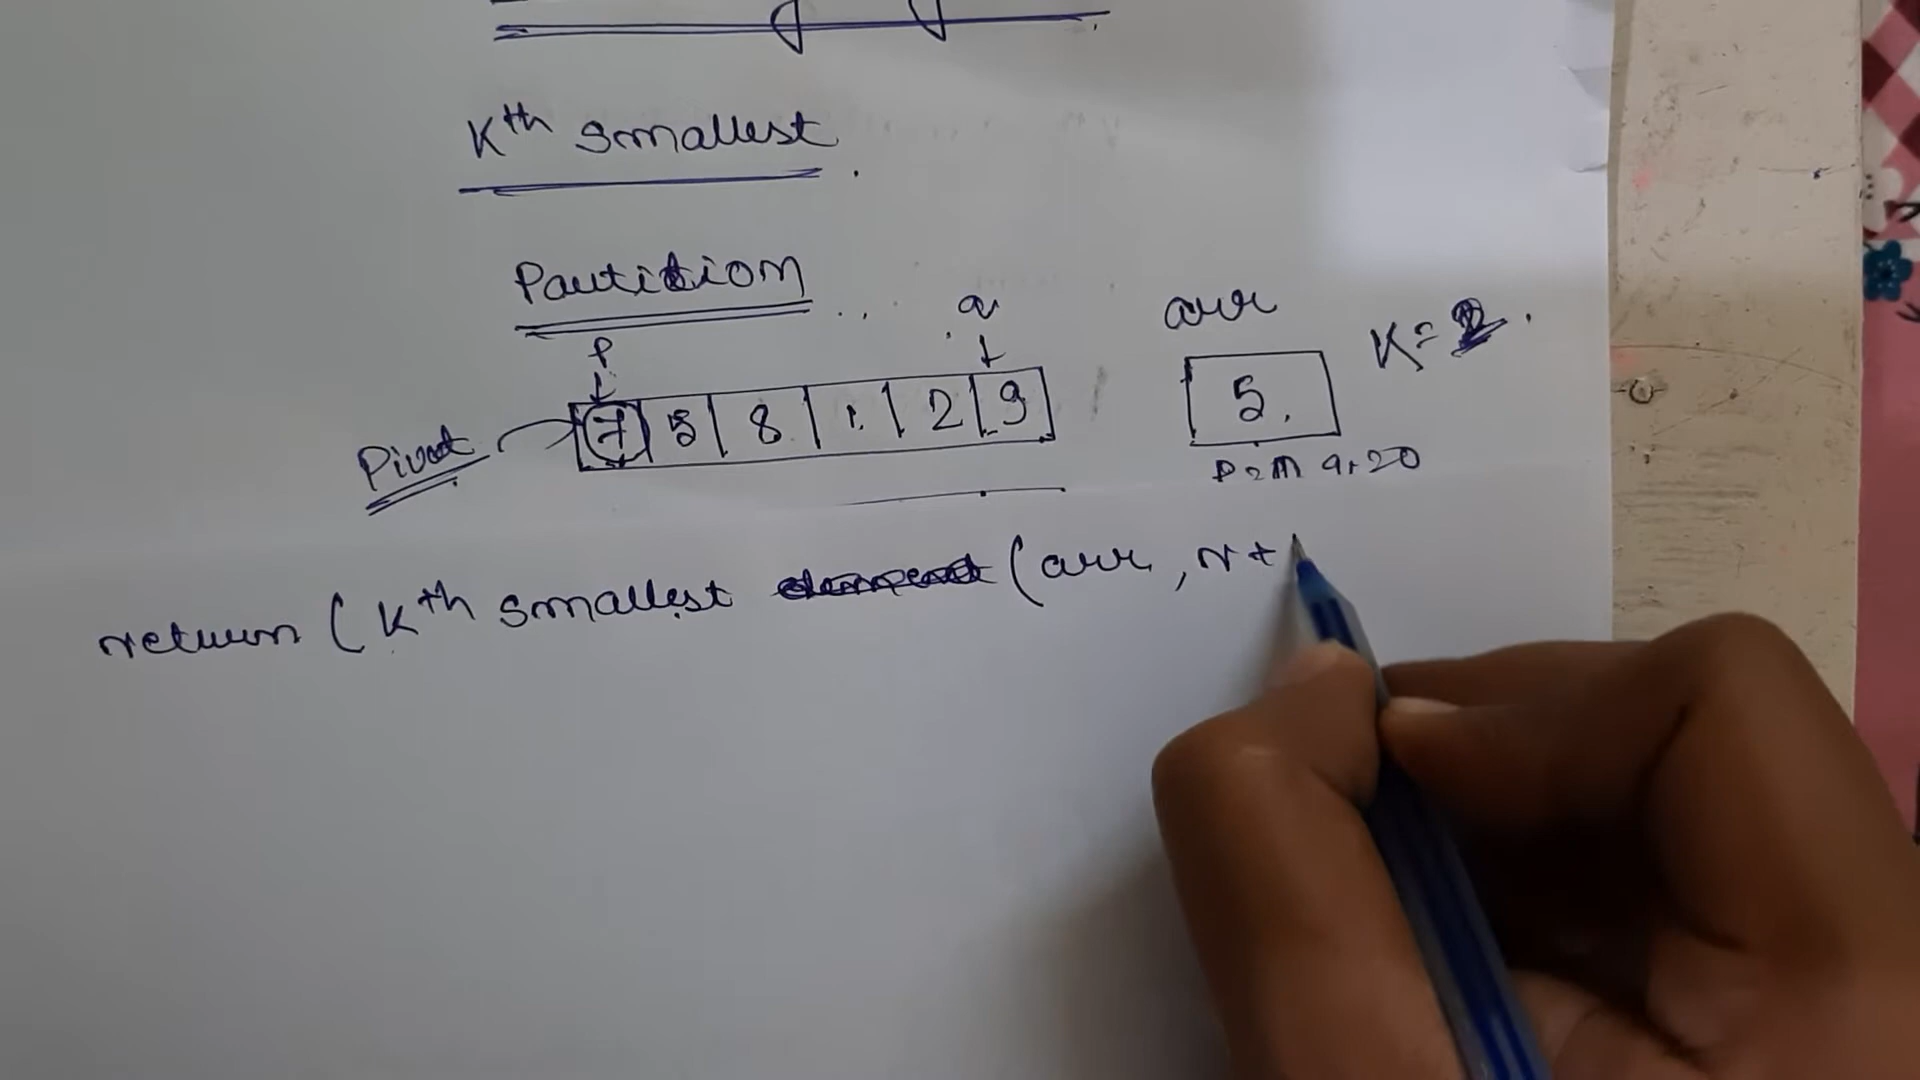 Kth smallest
Partition
q
arr
K=2
P
7 5 8 1 2 9
5
Pivot
return (Kth smallest (arr, r+